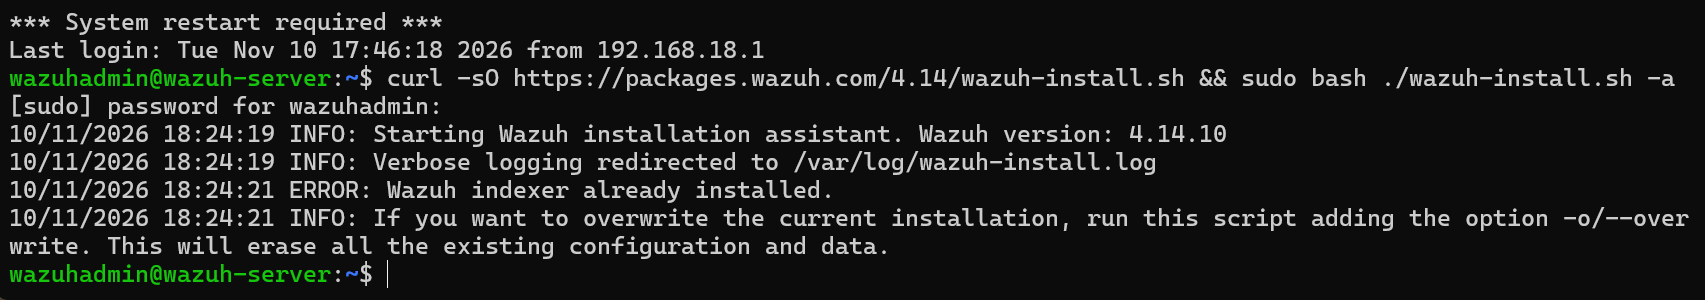 *** System restart required ***
Last login: Tue Nov 10 17:46:18 2026 from 192.168.18.1
wazuhadmin@wazuh-server:~$ curl -sO https://packages.wazuh.com/4.14/wazuh-install.sh && sudo bash ./wazuh-install.sh -a
[sudo] password for wazuhadmin:
10/11/2026 18:24:19 INFO: Starting Wazuh installation assistant. Wazuh version: 4.14.10
10/11/2026 18:24:19 INFO: Verbose logging redirected to /var/log/wazuh-install.log
10/11/2026 18:24:21 ERROR: Wazuh indexer already installed.
10/11/2026 18:24:21 INFO: If you want to overwrite the current installation, run this script adding the option -o/--over
write. This will erase all the existing configuration and data.
wazuhadmin@wazuh-server:~$